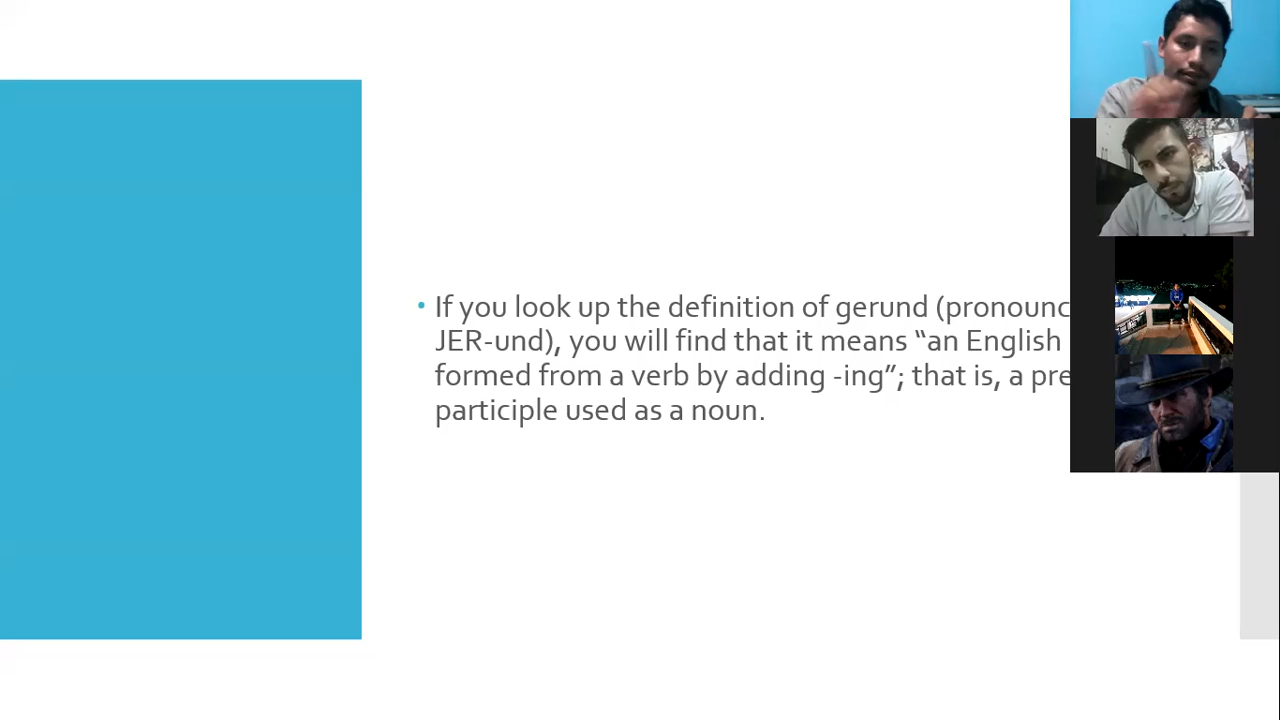 • If you look up the definition of gerund (pronounc
JER-und), you will find that it means “an English
formed from a verb by adding -ing”; that is, a pre
participle used as a noun.